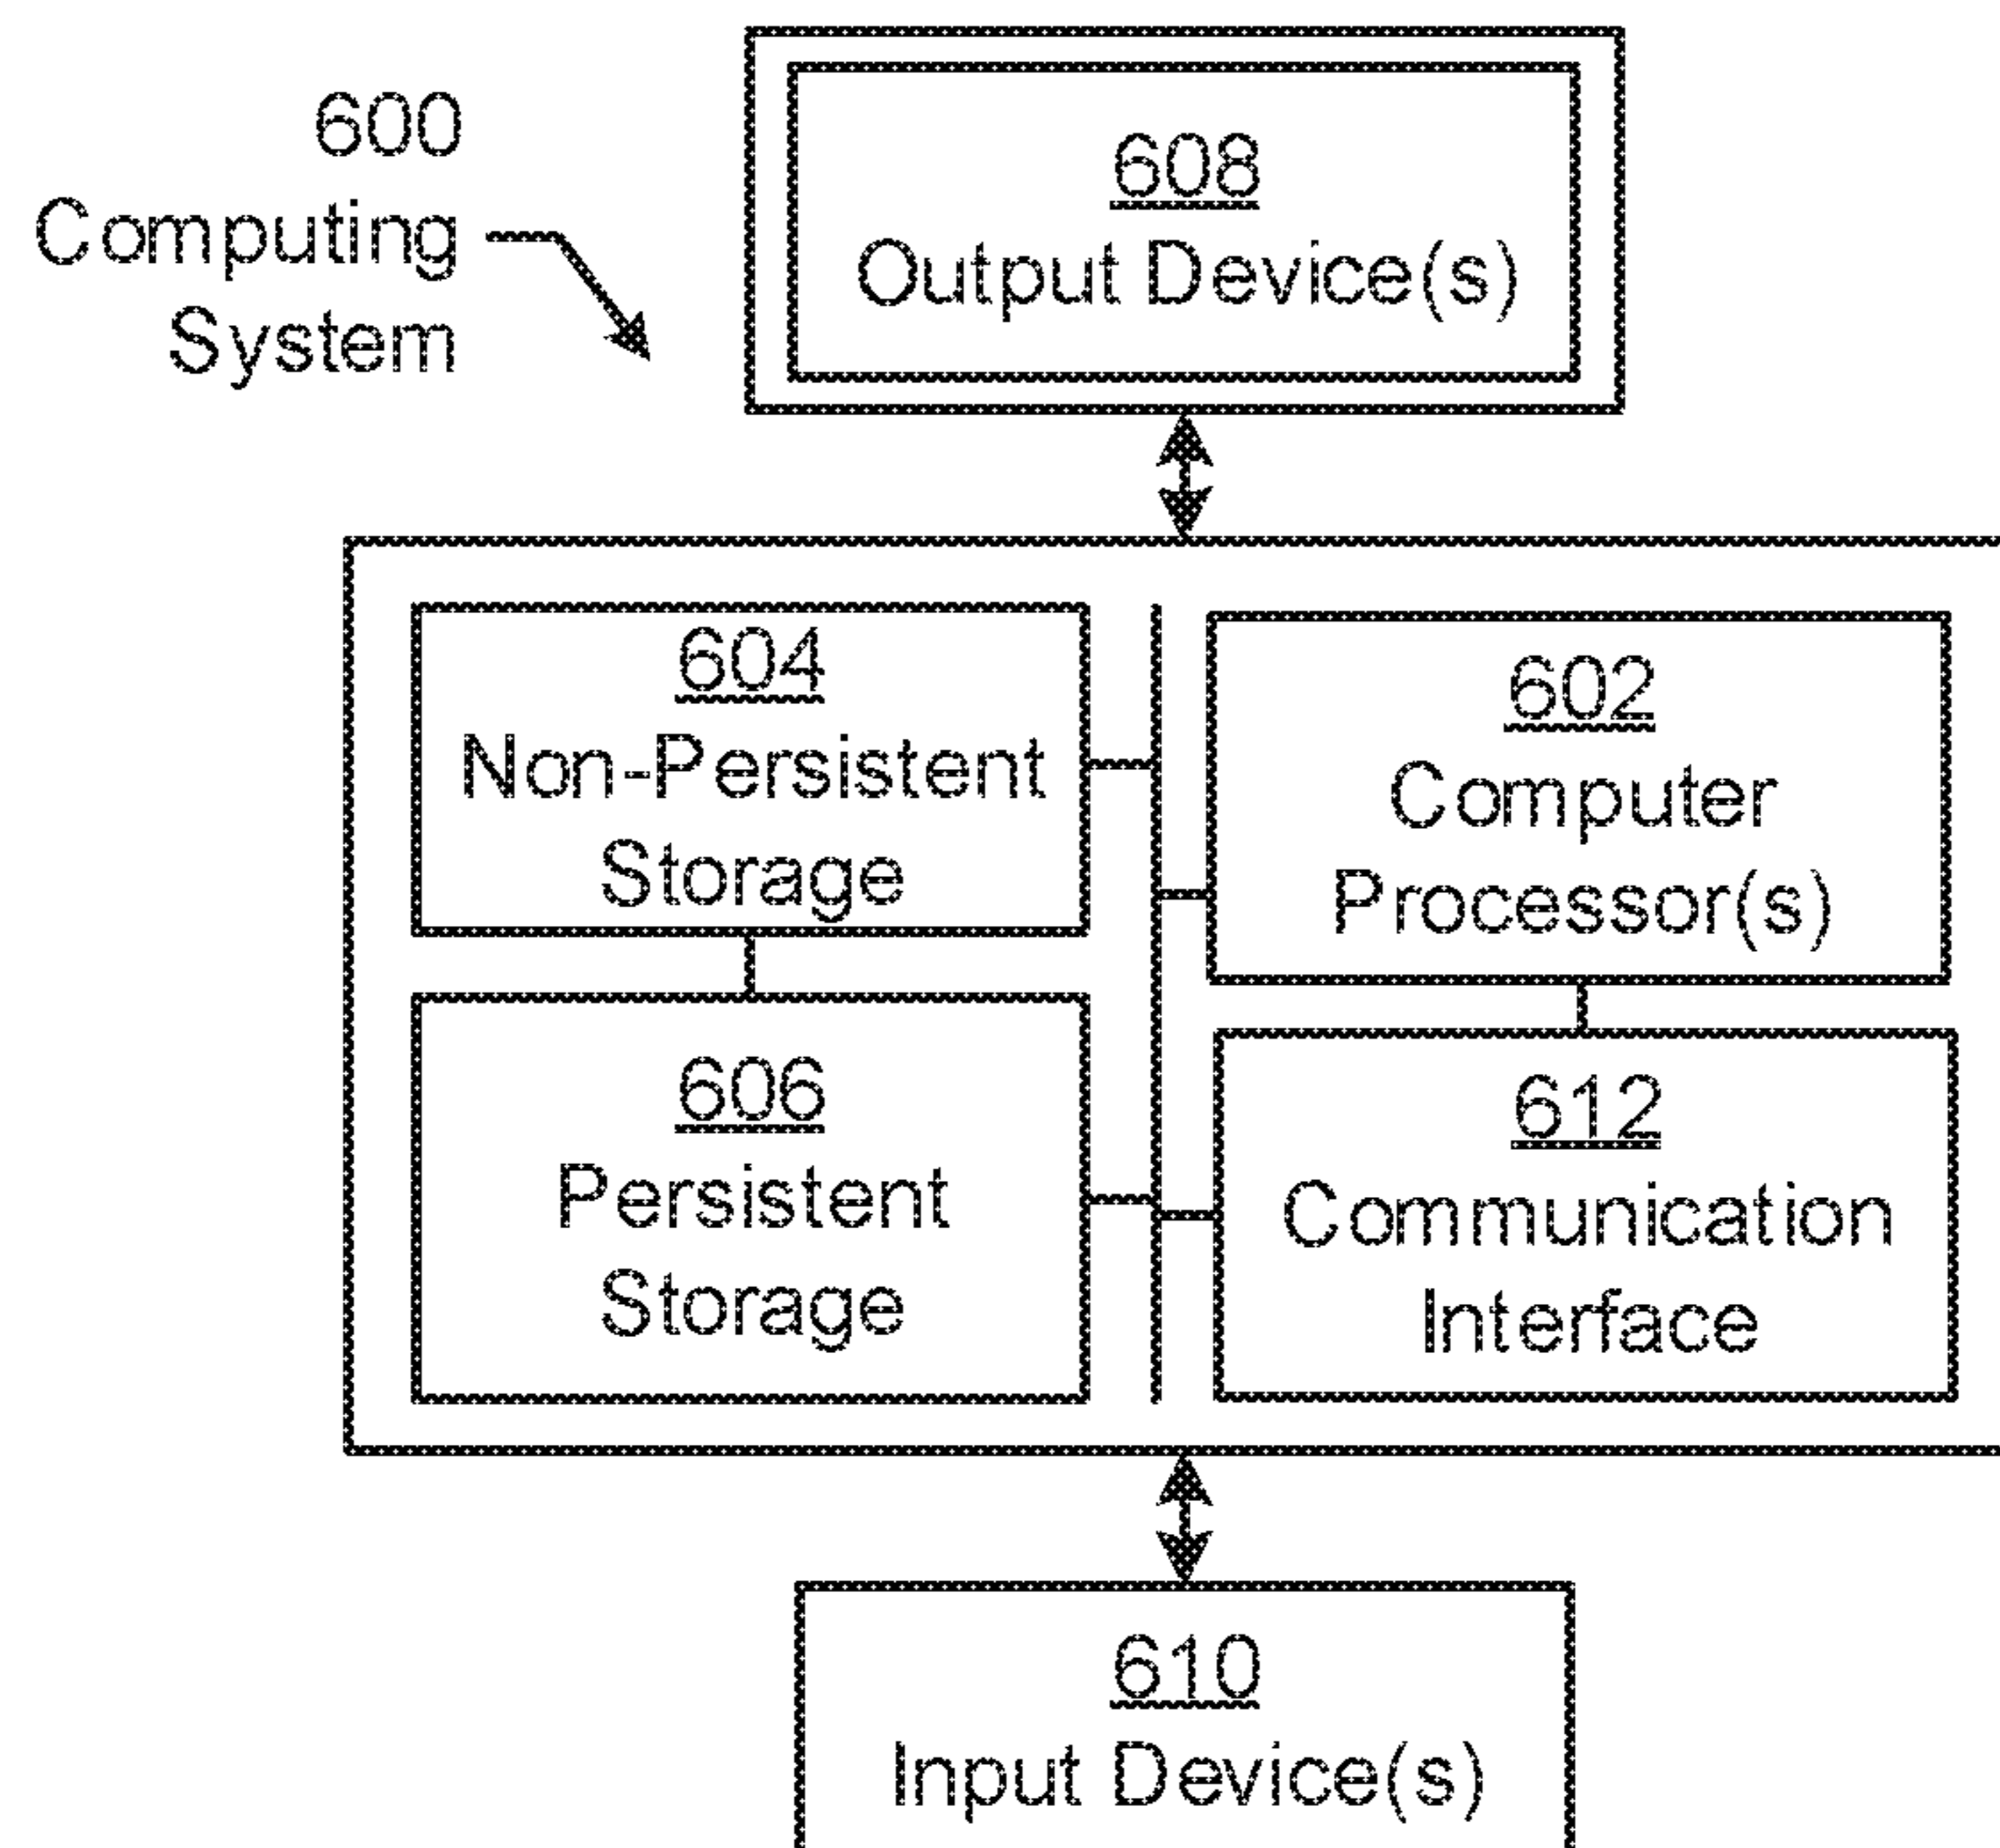 600
Computing
System
608
Output Device(s)
604
Non-Persistent
Storage
602
Computer
Processor(s)
606
Persistent
Storage
612
Communication
Interface
610
Input Device(s)